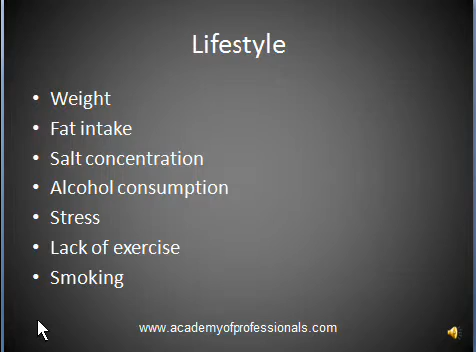 Lifestyle
• Weight
• Fat intake
• Salt concentration
• Alcohol consumption
• Stress
• Lack of exercise
• Smoking
www.academyofprofessionals.com